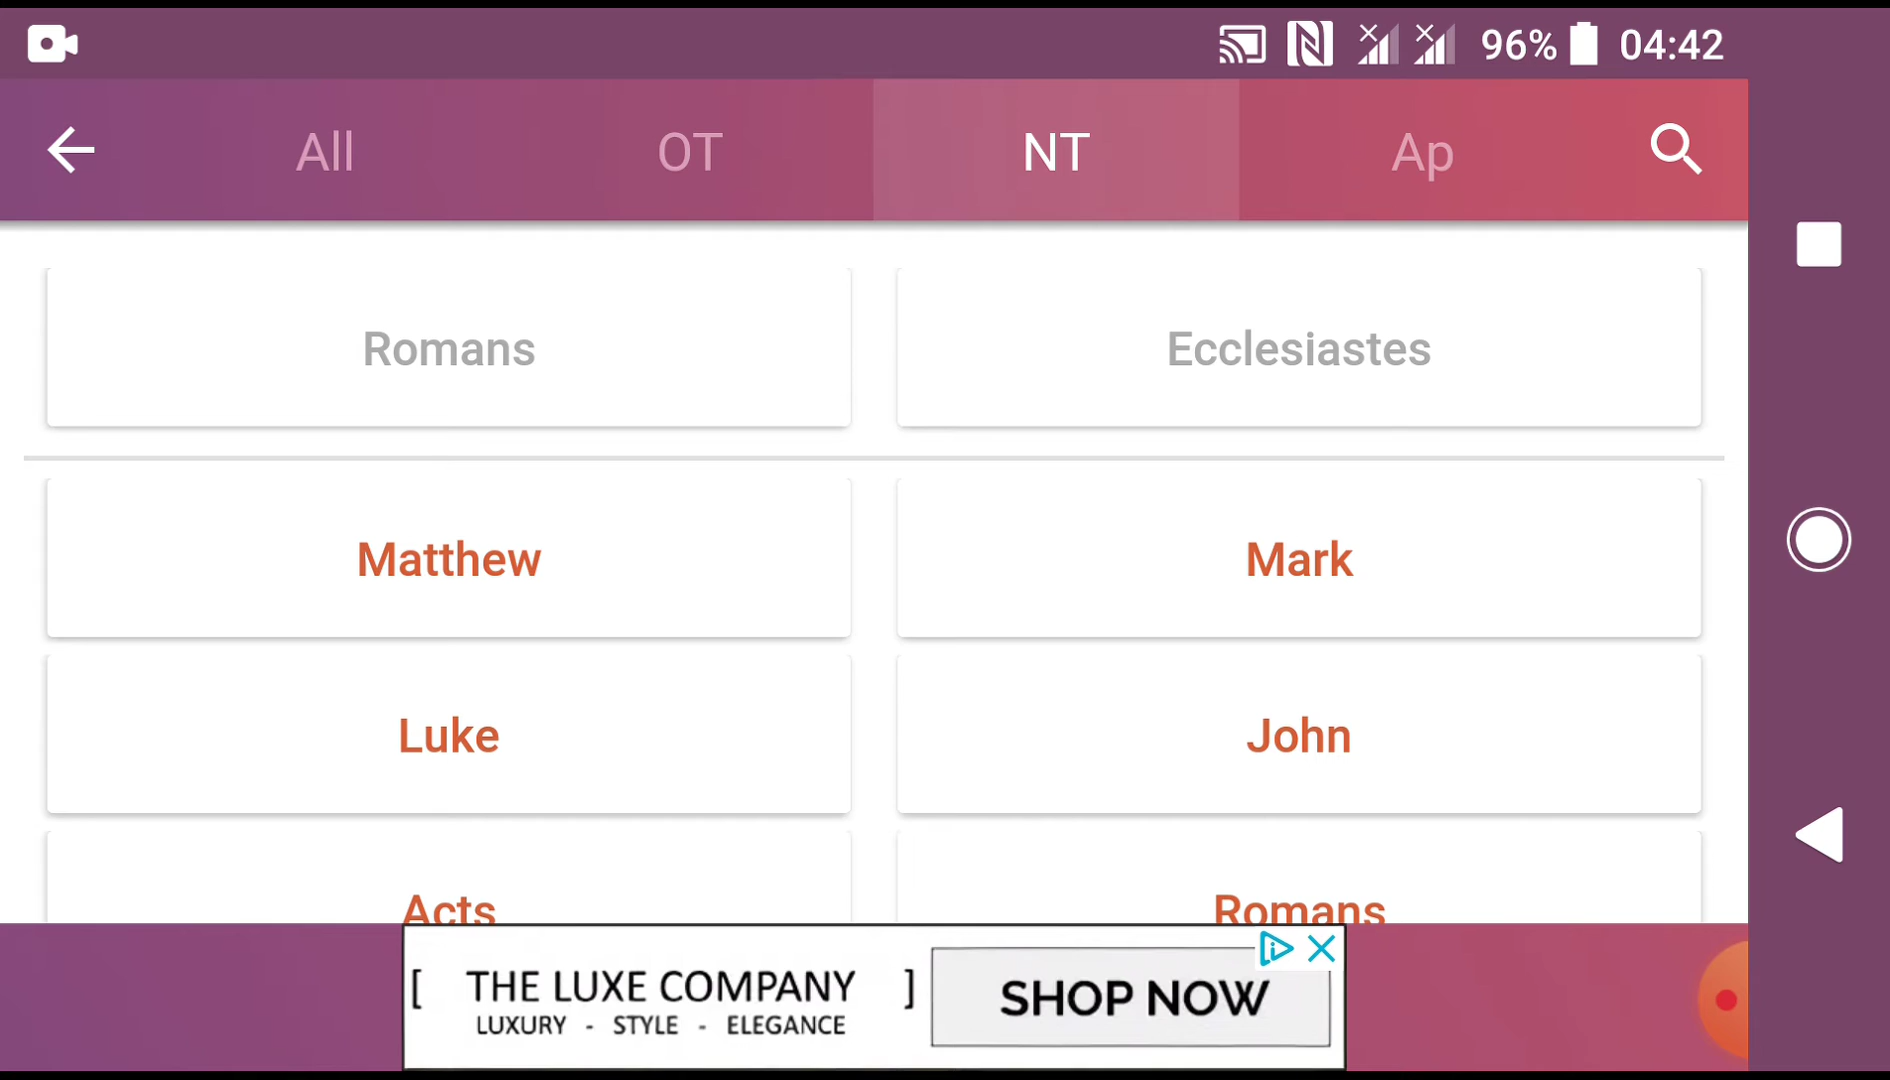 96% 04:42
All OT NT Ap
Romans Ecclesiastes
Matthew Mark
Luke John
Acts Romans
[ THE LUXE COMPANY ] SHOP NOW
LUXURY - STYLE - ELEGANCE